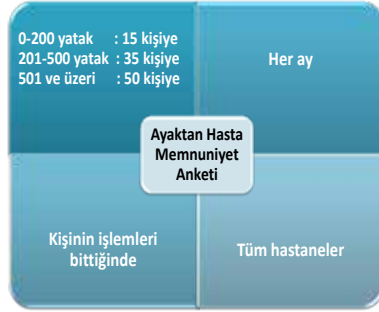 0-200 yatak : 15 kişiye
201-500 yatak : 35 kişiye
501 ve üzeri : 50 kişiye
Her ay
Ayaktan Hasta
Memnuniyet
Anketi
Kişinin işlemleri
bittiğinde
Tüm hastaneler